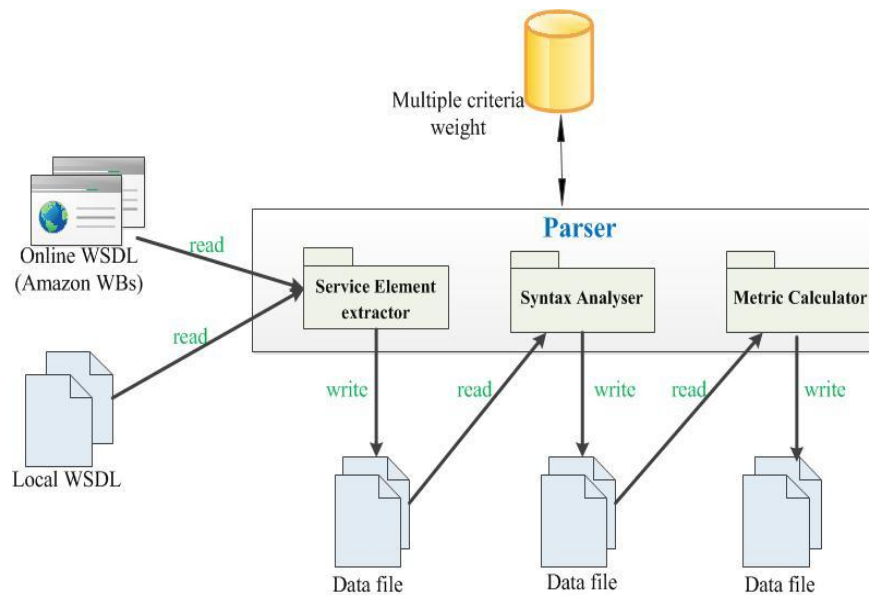 Multiple criteria
weight
Parser
Online WSDL
(Amazon WBs)
read
Service Element
extractor
Syntax Analyser
Metric Calculator
read
Local WSDL
write
read
write
read
write
Data file
Data file
Data file